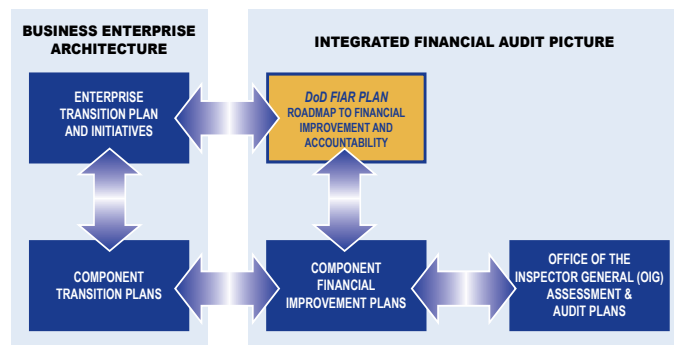 BUSINESS ENTERPRISE
ARCHITECTURE
INTEGRATED FINANCIAL AUDIT PICTURE
ENTERPRISE
TRANSITION PLAN
AND INITIATIVES
DoD FIAR PLAN
ROADMAP TO FINANCIAL
IMPROVEMENT AND
ACCOUNTABILITY
COMPONENT
TRANSITION PLANS
COMPONENT
FINANCIAL
IMPROVEMENT PLANS
OFFICE OF THE
INSPECTOR GENERAL (OIG)
ASSESSMENT &
AUDIT PLANS